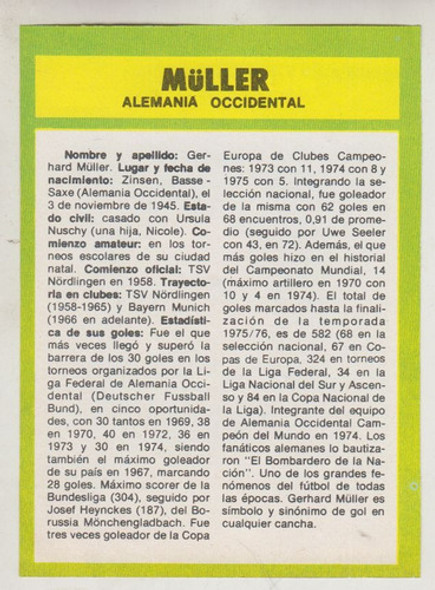 MüLLER
ALEMANIA OCCIDENTAL
Nombre y apellido: Ger-
hard Müller. Lugar y fecha de
nacimiento: Zinsen, Basse -
Saxe (Alemania Occidental), el
3 de noviembre de 1945. Esta-
do civil: casado con Ursula
Nuschy (una hija, Nicole). Co-
mienzo amateur: en los tor-
neos escolares de su ciudad
natal. Comienzo oficial: TSV
Nördlingen en 1958. Trayecto-
ria en clubes: TSV Nördlingen
(1958-1965) y Bayern Munich
(1966 en adelante). Estadísti-
ca de sus goles: Fue el que
más veces llegó y superó la
barrera de los 30 goles en los
torneos organizados por la Li-
ga Federal de Alemania Occi-
dental (Deutscher Fussball
Bund), en cinco oportunida-
des, con 30 tantos en 1969, 38
en 1970, 40 en 1972, 36 en
1973 y 30 en 1974, siendo
también el máximo goleador
de su país en 1967, marcando
28 goles. Máximo scorer de la
Bundesliga (304), seguido por
Josef Heynckes (187), del Bo-
russia Mönchengladbach. Fue
tres veces goleador de la Copa
Europa de Clubes Campeo-
nes: 1973 con 11, 1974 con 8 y
1975 con 5. Integrando la se-
lección nacional, fue goleador
de la misma con 62 goles en
68 encuentros, 0,91 de prome-
dio (seguido por Uwe Seeler
con 43, en 72). Además, el que
más goles hizo en el historial
del Campeonato Mundial, 14
(máximo artillero en 1970 con
10 y 4 en 1974). El total de
goles marcados hasta la finali-
zación de la temporada
1975/76, es de 582 (68 en la
selección nacional, 67 en Co-
pas de Europa, 324 en torneos
de la Liga Federal, 34 en la
Liga Nacional del Sur y Ascen-
so y 84 en la Copa Nacional de
la Liga). Integrante del equipo
de Alemania Occidental Cam-
peón del Mundo en 1974. Los
fanáticos alemanes lo bautiza-
ron "El Bombardero de la Na-
ción". Uno de los grandes fe-
nómenos del fútbol de todas
las épocas. Gerhard Müller es
símbolo y sinónimo de gol en
cualquier cancha.